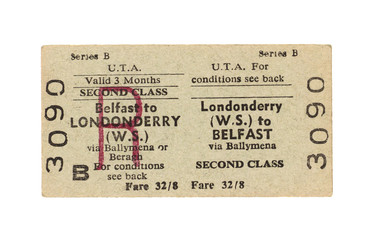 Series B
U.T.A.
Valid 3 Months
SECOND CLASS
Belfast to
LONDONDERRY
(W.S.)
via Ballymena or
Beragh
For conditions
see back
B
Fare 32/8
R
3090
Series B
U.T.A. For
conditions see back
Londonderry
(W.S.) to
BELFAST
via Ballymena
SECOND CLASS
Fare 32/8
3090